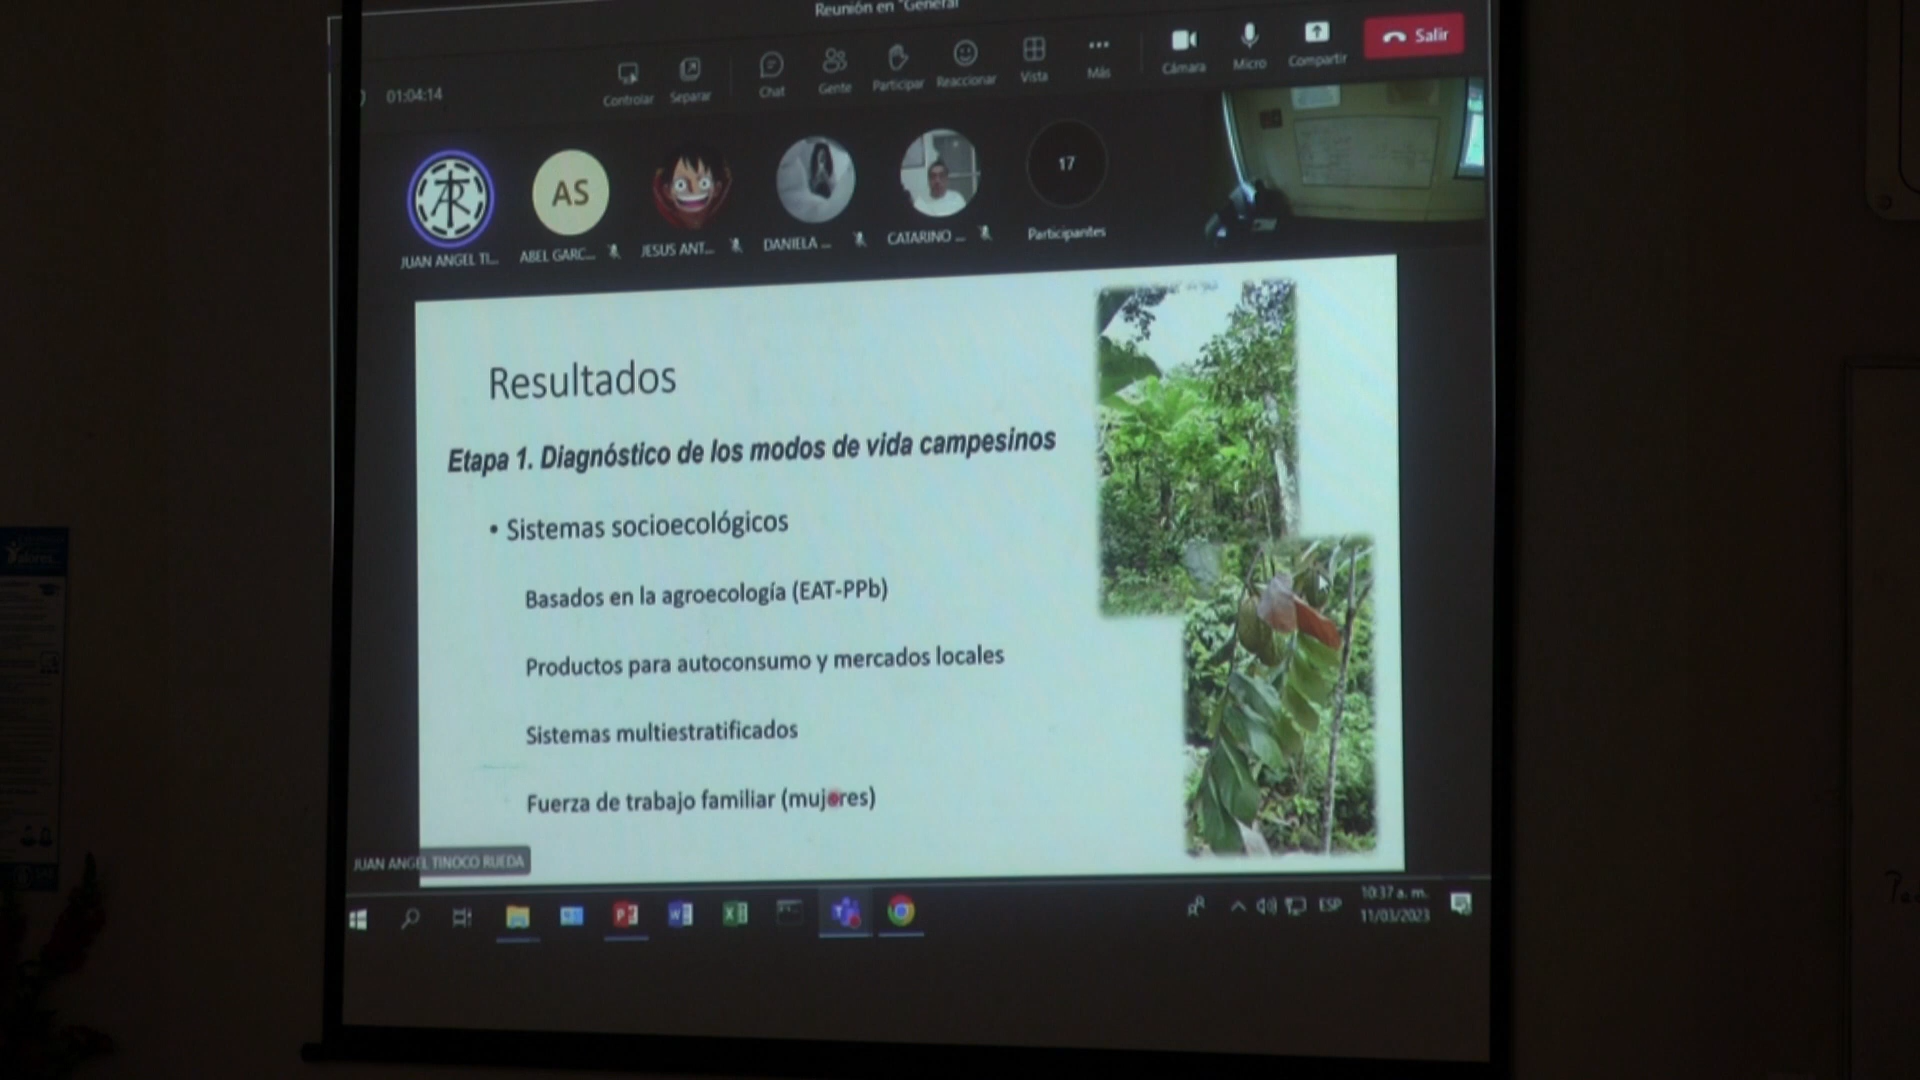 Reunión en "General
01:04:14
Controlar
Separar
Chat
Gente
Participar
Reaccionar
Vista
Más
Cámara
Micro
Compartir
Salir
AS
17
JUAN ANGEL TI...
ABEL GARC...
JESUS ANT...
DANIELA ...
CATARINO ...
Participantes
Resultados
Etapa 1. Diagnóstico de los modos de vida campesinos
• Sistemas socioecológicos
Basados en la agroecología (EAT-PPb)
Productos para autoconsumo y mercados locales
Sistemas multiestratificados
Fuerza de trabajo familiar (mujeres)
JUAN ANGEL TINOCO RUEDA
ESP
10:37 a. m.
11/03/2023